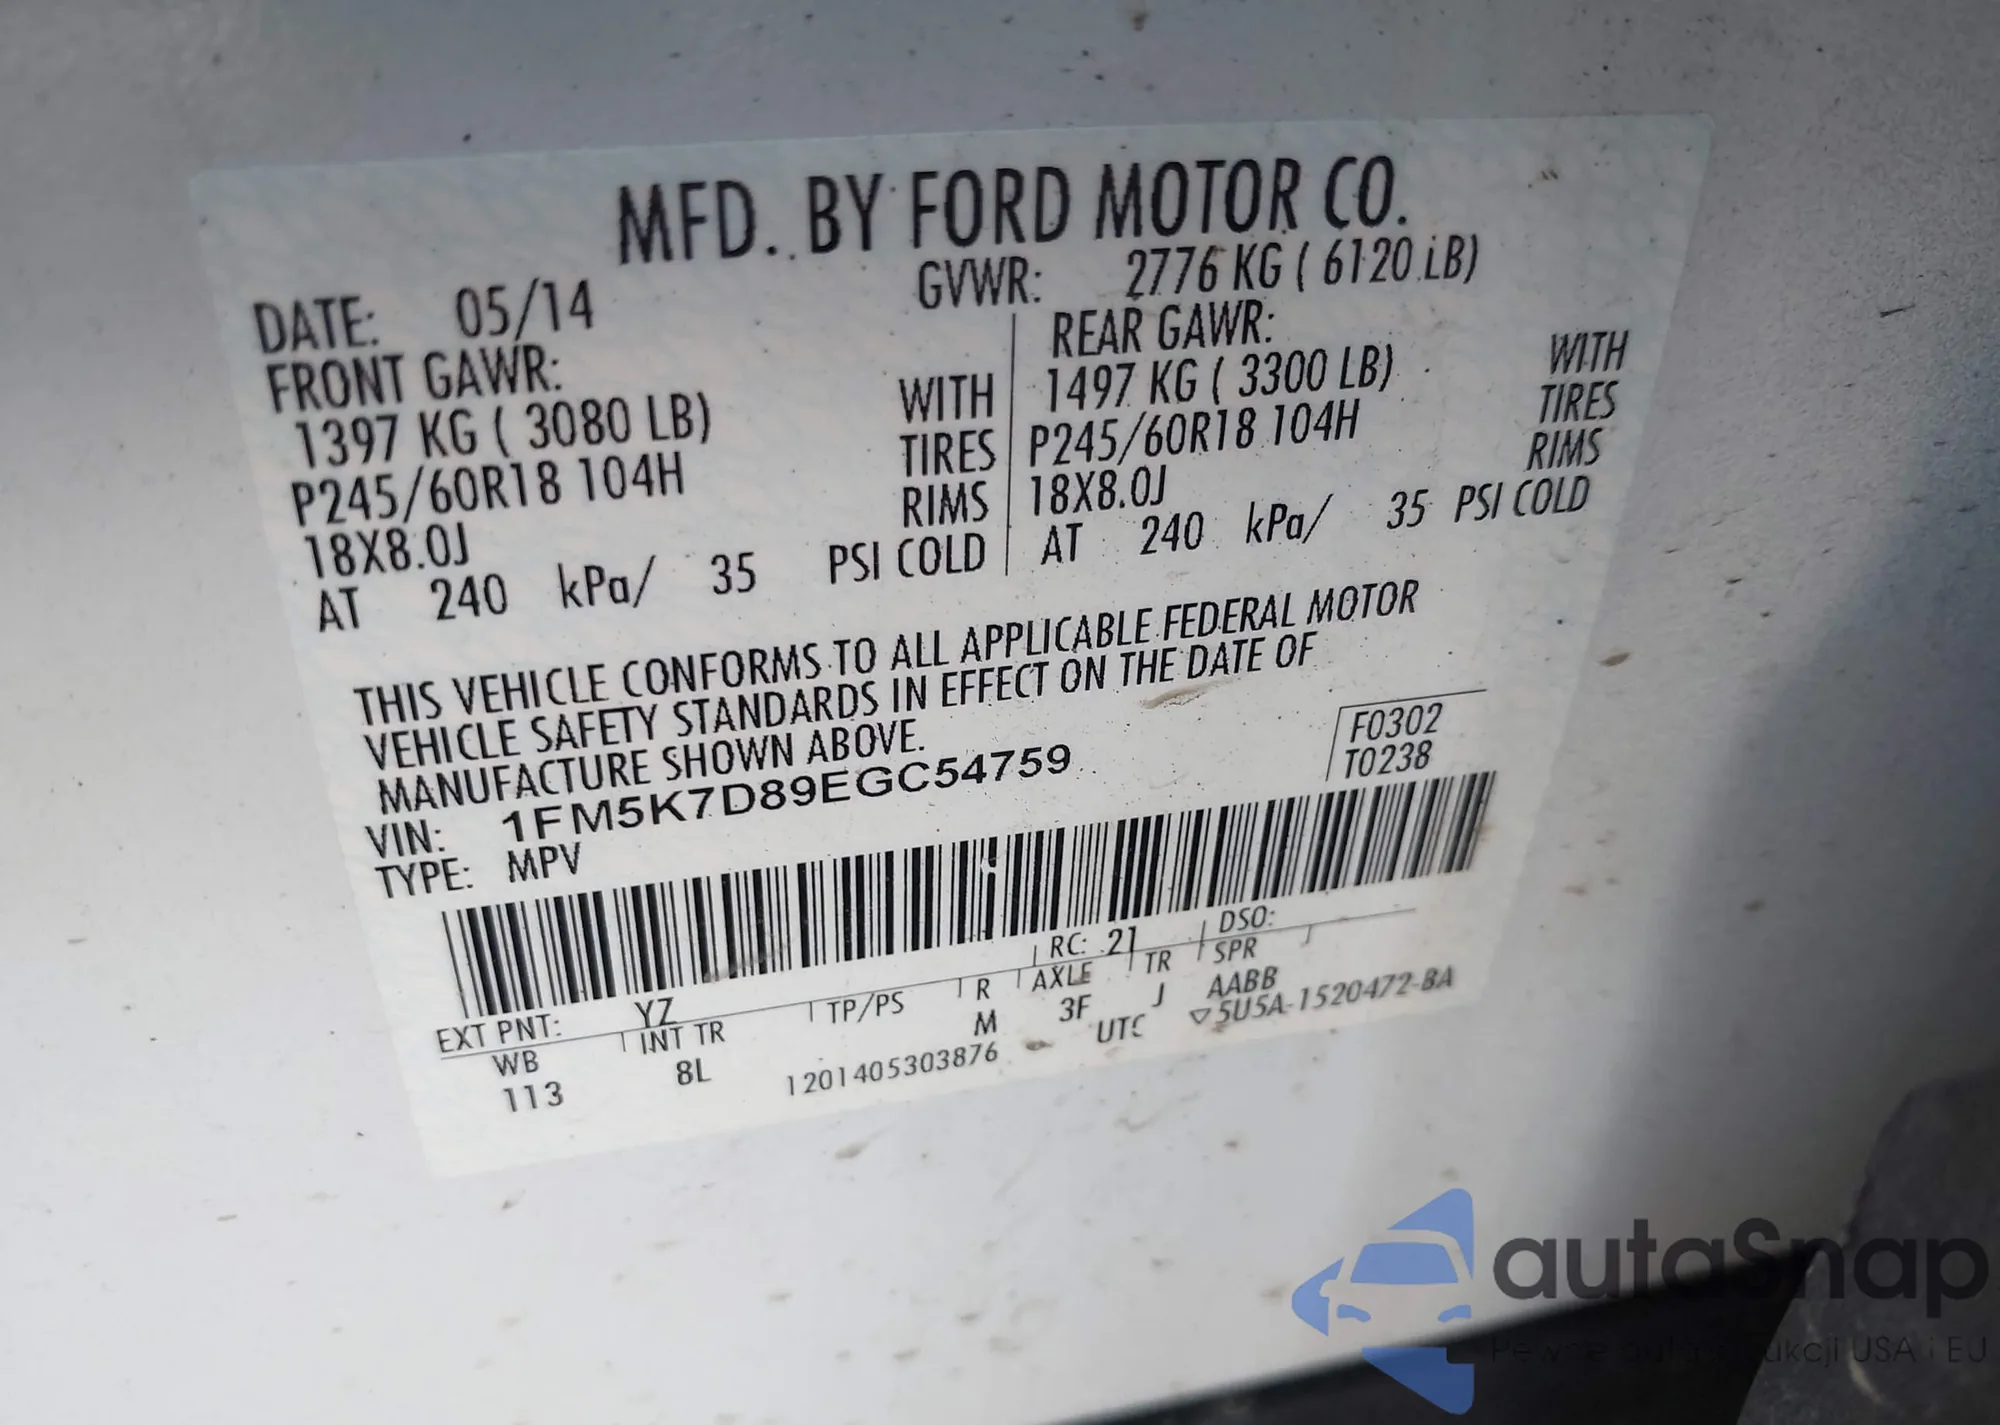 MFD. BY FORD MOTOR CO.
DATE: 05/14 GVWR: 2776 KG ( 6120 LB)
FRONT GAWR: REAR GAWR:
1397 KG ( 3080 LB) WITH 1497 KG ( 3300 LB) WITH
P245/60R18 104H TIRES P245/60R18 104H TIRES
18X8.0J RIMS 18X8.0J RIMS
AT 240 kPa/ 35 PSI COLD AT 240 kPa/ 35 PSI COLD
THIS VEHICLE CONFORMS TO ALL APPLICABLE FEDERAL MOTOR
VEHICLE SAFETY STANDARDS IN EFFECT ON THE DATE OF
MANUFACTURE SHOWN ABOVE.
F0302
T0238
VIN: 1FM5K7D89EGC54759
TYPE: MPV
EXT PNT: YZ RC: 21 DSO:
WB INT TR TP/PS R AXLE TR SPR
113 8L M 3F J AABB
1201405303876 UTC ▽5U5A-1520472-BA
autaSnap
USA i EU